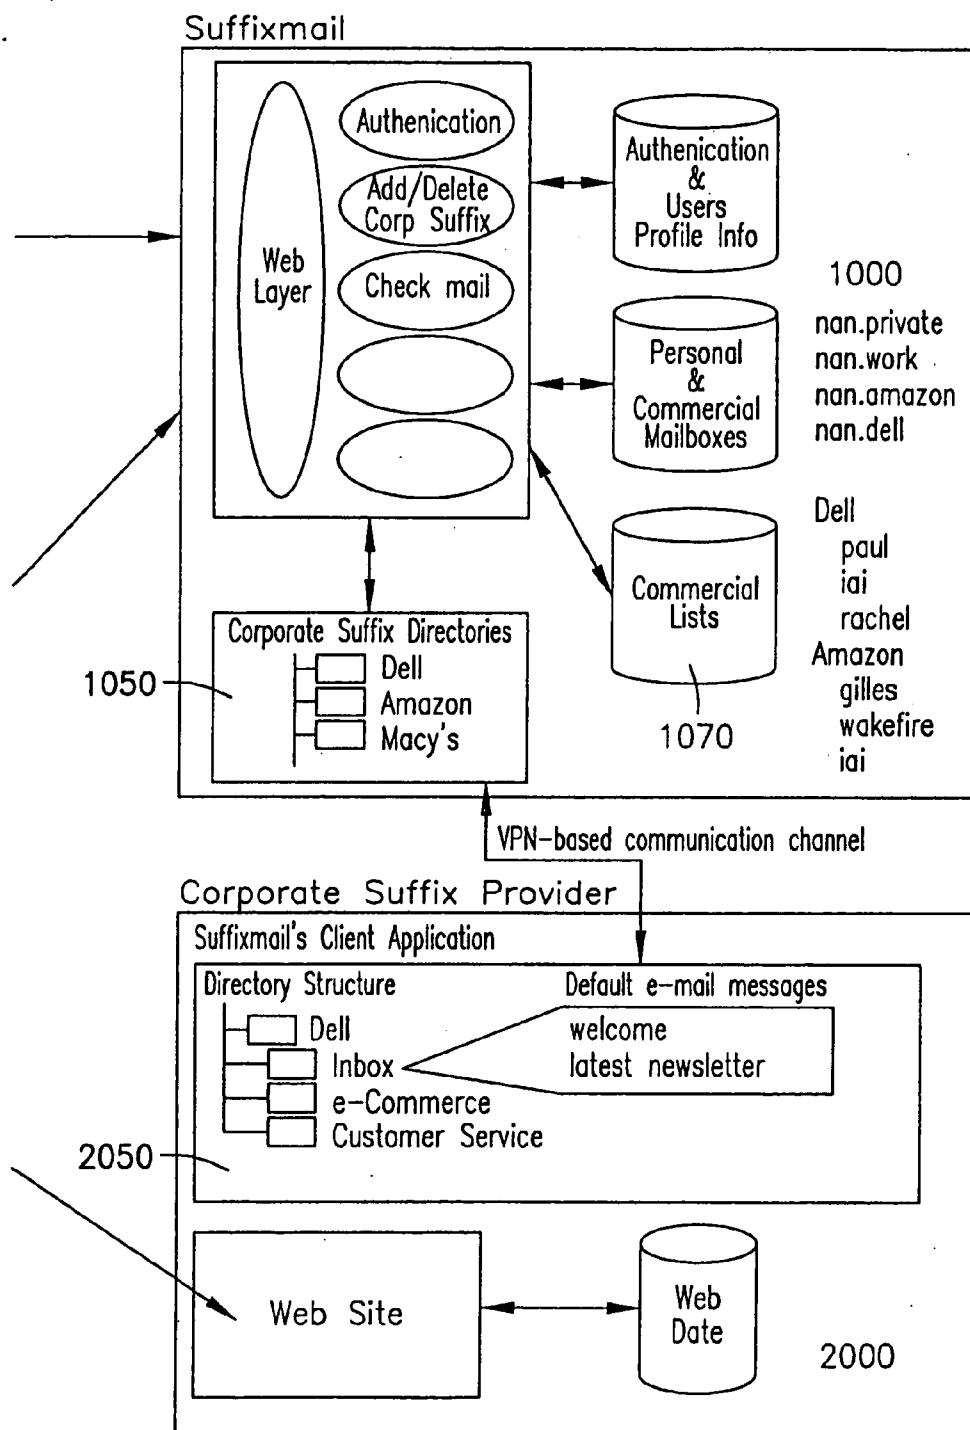 Suffixmail
Authenication
Add/Delete
Corp Suffix
Check mail
Web
Layer
Authenication
&
Users
Profile Info
1000
Personal
&
Commercial
Mailboxes
nan.private
nan.work
nan.amazon
nan.dell
Commercial
Lists
1070
Dell
paul
iai
rachel
Amazon
gilles
wakefire
iai
Corporate Suffix Directories
Dell
Amazon
Macy's
1050
VPN-based communication channel
Corporate Suffix Provider
Suffixmail's Client Application
Directory Structure
Dell
Inbox
e-Commerce
Customer Service
Default e-mail messages
welcome
latest newsletter
2050
Web Site
Web
Date
2000